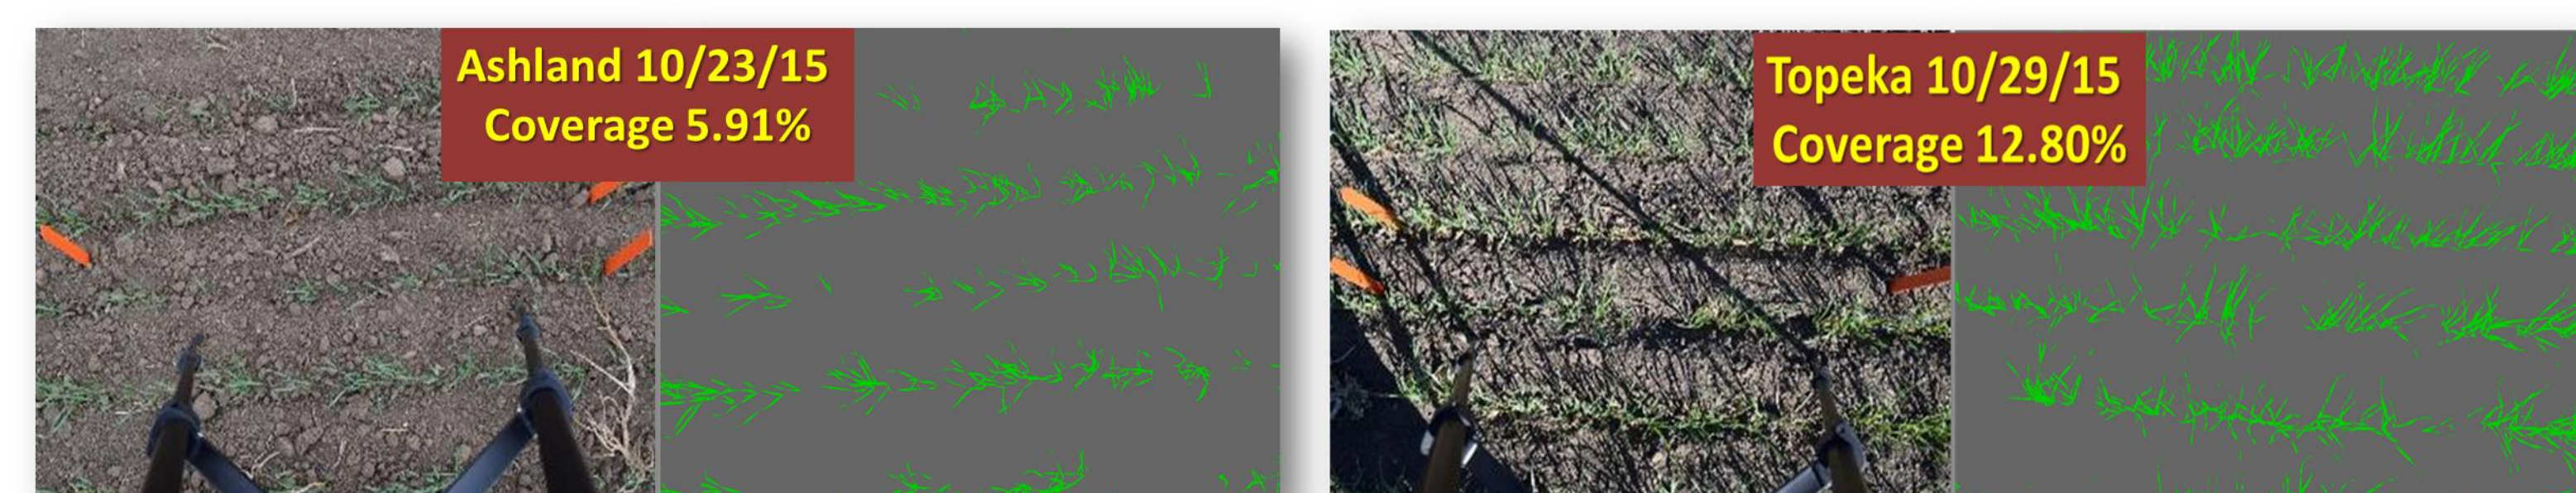 Ashland 10/23/15
Coverage 5.91%
Topeka 10/29/15
Coverage 12.80%